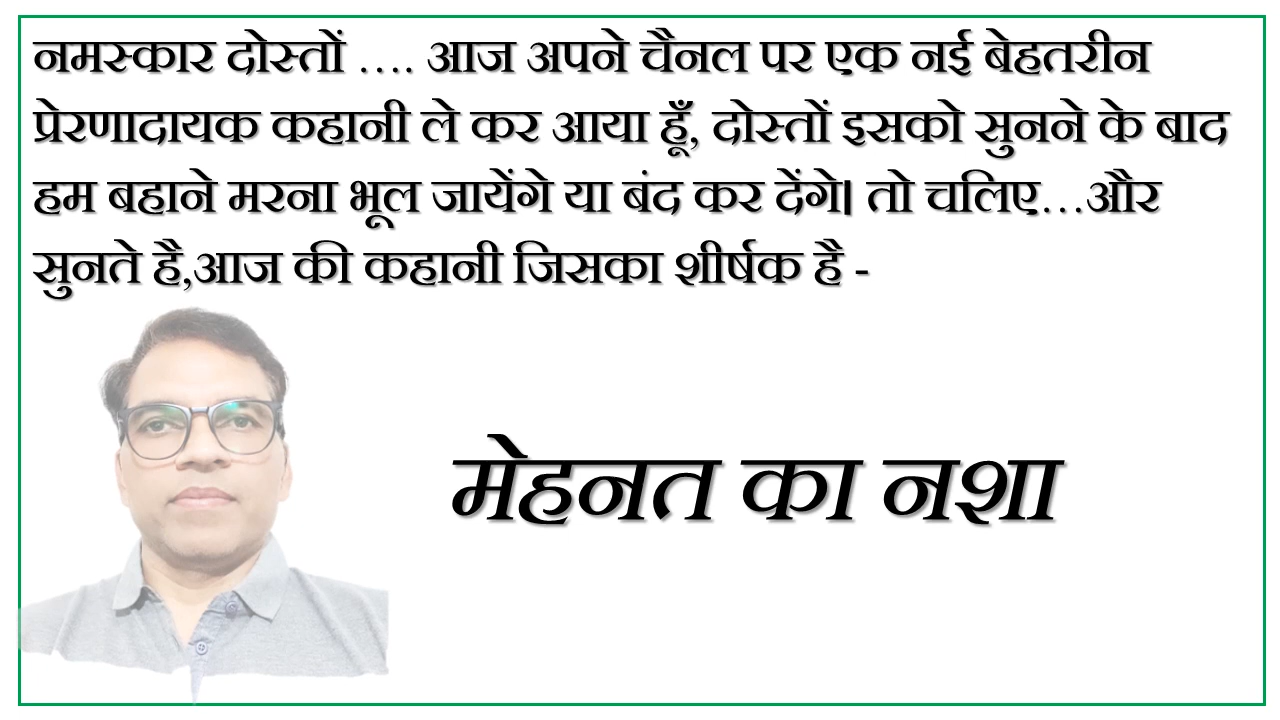 नमस्कार दोस्तों .... आज अपने चैनल पर एक नई बेहतरीन
प्रेरणादायक कहानी ले कर आया हूँ, दोस्तों इसको सुनने के बाद
हम बहाने मरना भूल जायेंगे या बंद कर देंगे। तो चलिए...और
सुनते है,आज की कहानी जिसका शीर्षक है -
मेहनत का नशा